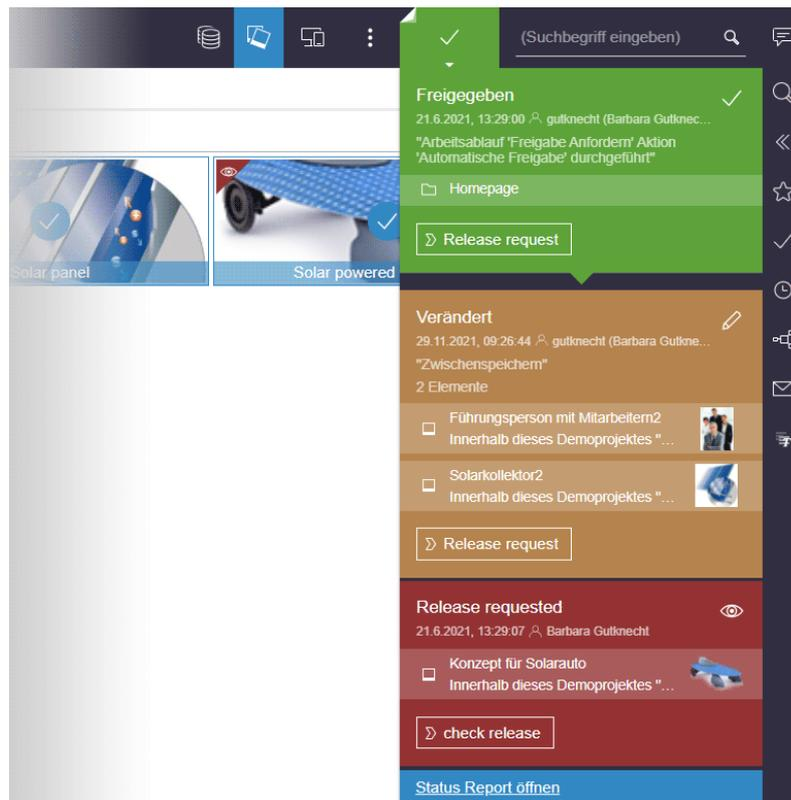 (Suchbegriff eingeben)
Freigegeben
21.6.2021, 13:29:00 gutknecht (Barbara Gutknec...
"Arbeitsablauf 'Freigabe Anfordern' Aktion
'Automatische Freigabe' durchgeführt"
Homepage
Release request
Solar panel
Solar powered
Verändert
29.11.2021, 09:26:44 gutknecht (Barbara Gutkne...
"Zwischenspeichern"
2 Elemente
Führungsperson mit Mitarbeitern2
Innerhalb dieses Demoprojektes "...
Solarkollektor2
Innerhalb dieses Demoprojektes "...
Release request
Release requested
21.6.2021, 13:29:07 Barbara Gutknecht
Konzept für Solarauto
Innerhalb dieses Demoprojektes "...
check release
Status Report öffnen